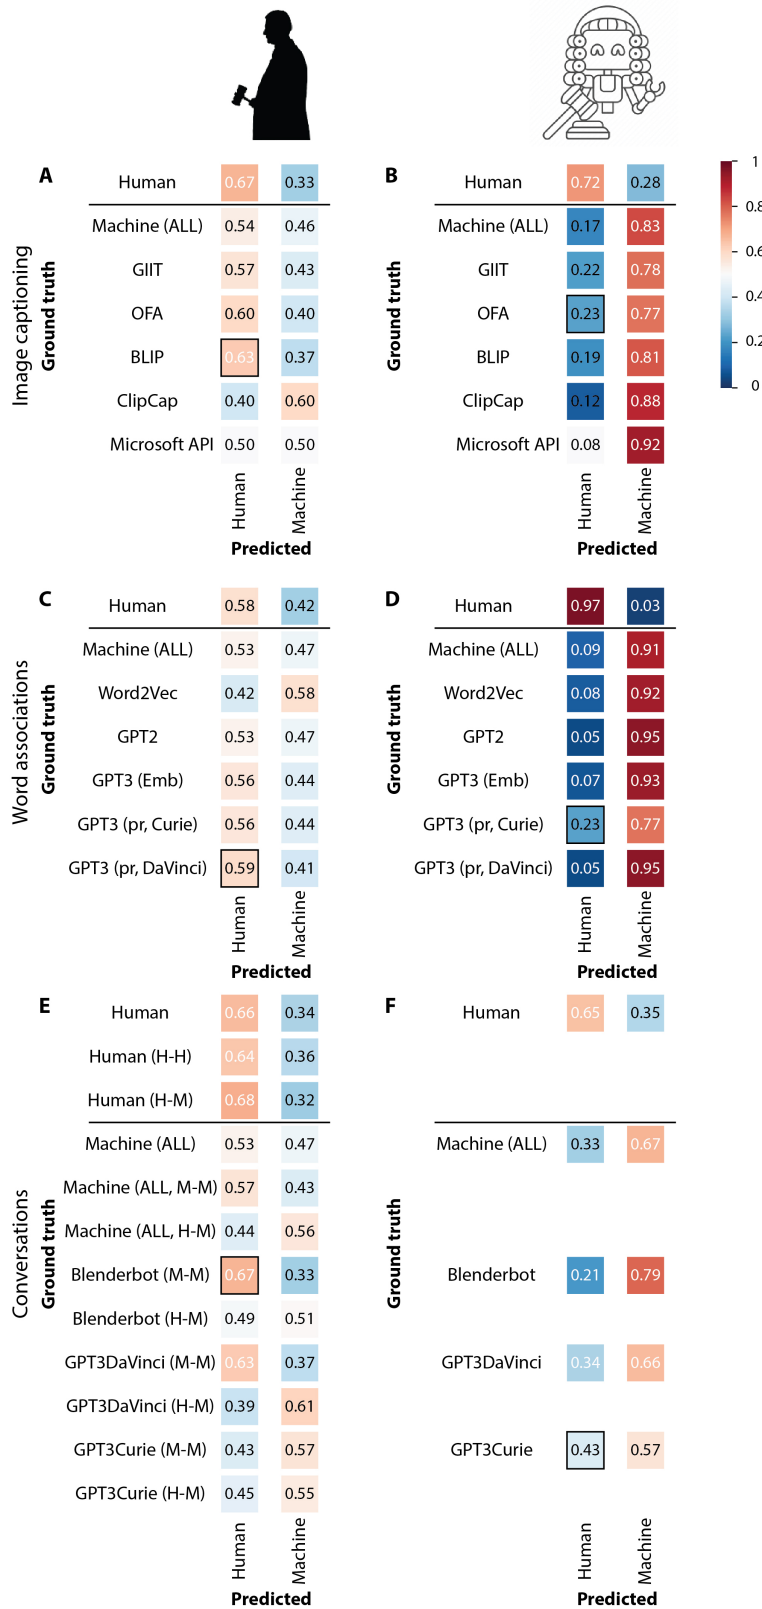 A
Human 0.67 0.33
Machine (ALL) 0.54 0.46
GIIT 0.57 0.43
OFA 0.60 0.40
BLIP 0.63 0.37
ClipCap 0.40 0.60
Microsoft API 0.50 0.50
Human Machine
Predicted
Image captioning
Ground truth
B
Human 0.72 0.28
Machine (ALL) 0.17 0.83
GIIT 0.22 0.78
OFA 0.23 0.77
BLIP 0.19 0.81
ClipCap 0.12 0.88
Microsoft API 0.08 0.92
Human Machine
Predicted
Ground truth
1
0.8
0.6
0.4
0.2
0
C
Human 0.58 0.42
Machine (ALL) 0.53 0.47
Word2Vec 0.42 0.58
GPT2 0.53 0.47
GPT3 (Emb) 0.56 0.44
GPT3 (pr, Curie) 0.56 0.44
GPT3 (pr, DaVinci) 0.59 0.41
Human Machine
Predicted
Word associations
Ground truth
D
Human 0.97 0.03
Machine (ALL) 0.09 0.91
Word2Vec 0.08 0.92
GPT2 0.05 0.95
GPT3 (Emb) 0.07 0.93
GPT3 (pr, Curie) 0.23 0.77
GPT3 (pr, DaVinci) 0.05 0.95
Human Machine
Predicted
Ground truth
E
Human 0.66 0.34
Human (H-H) 0.64 0.36
Human (H-M) 0.68 0.32
Machine (ALL) 0.53 0.47
Machine (ALL, M-M) 0.57 0.43
Machine (ALL, H-M) 0.44 0.56
Blenderbot (M-M) 0.67 0.33
Blenderbot (H-M) 0.49 0.51
GPT3DaVinci (M-M) 0.63 0.37
GPT3DaVinci (H-M) 0.39 0.61
GPT3Curie (M-M) 0.43 0.57
GPT3Curie (H-M) 0.45 0.55
Human Machine
Predicted
Conversations
Ground truth
F
Human 0.65 0.35
Machine (ALL) 0.33 0.67
Blenderbot 0.21 0.79
GPT3DaVinci 0.34 0.66
GPT3Curie 0.43 0.57
Human Machine
Predicted
Ground truth